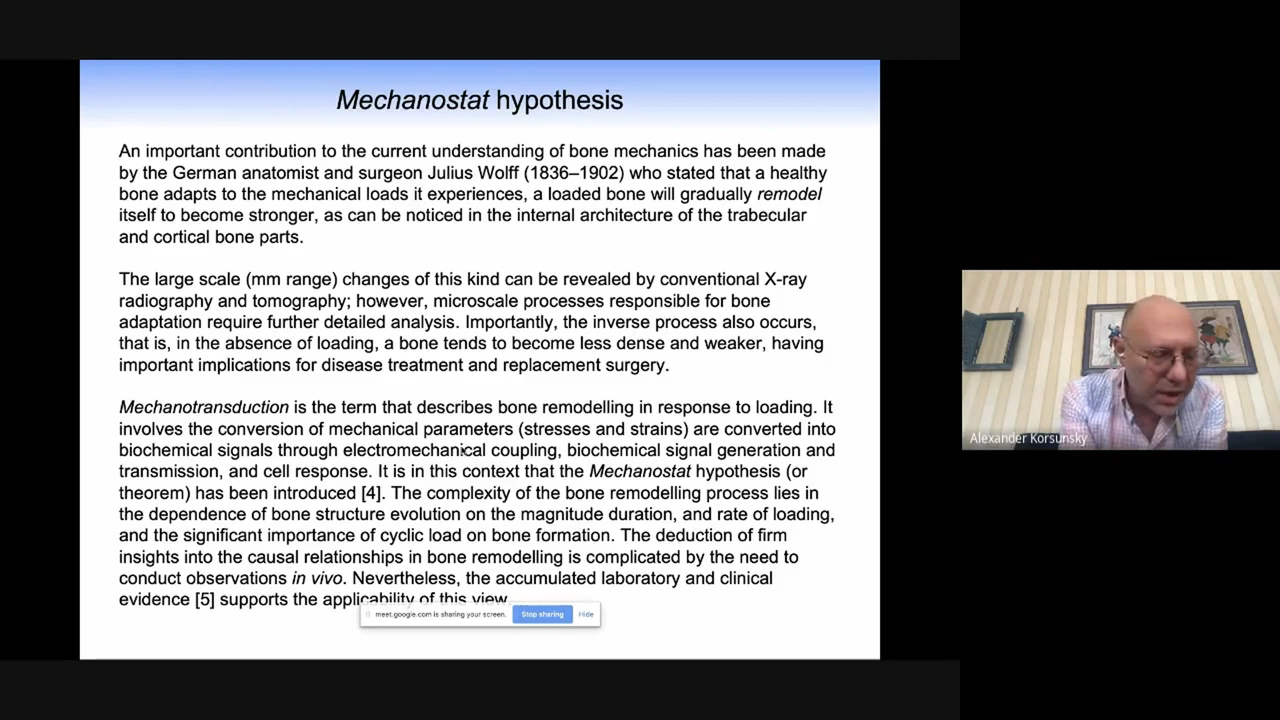 Mechanostat hypothesis
An important contribution to the current understanding of bone mechanics has been made
by the German anatomist and surgeon Julius Wolff (1836–1902) who stated that a healthy
bone adapts to the mechanical loads it experiences, a loaded bone will gradually remodel
itself to become stronger, as can be noticed in the internal architecture of the trabecular
and cortical bone parts.
The large scale (mm range) changes of this kind can be revealed by conventional X-ray
radiography and tomography; however, microscale processes responsible for bone
adaptation require further detailed analysis. Importantly, the inverse process also occurs,
that is, in the absence of loading, a bone tends to become less dense and weaker, having
important implications for disease treatment and replacement surgery.
Mechanotransduction is the term that describes bone remodelling in response to loading. It
involves the conversion of mechanical parameters (stresses and strains) are converted into
biochemical signals through electromechanical coupling, biochemical signal generation and
transmission, and cell response. It is in this context that the Mechanostat hypothesis (or
theorem) has been introduced [4]. The complexity of the bone remodelling process lies in
the dependence of bone structure evolution on the magnitude duration, and rate of loading,
and the significant importance of cyclic load on bone formation. The deduction of firm
insights into the causal relationships in bone remodelling is complicated by the need to
conduct observations in vivo. Nevertheless, the accumulated laboratory and clinical
evidence [5] supports the applicability of this view.
meet.google.com is sharing your screen. Stop sharing Hide
Alexander Korsunsky